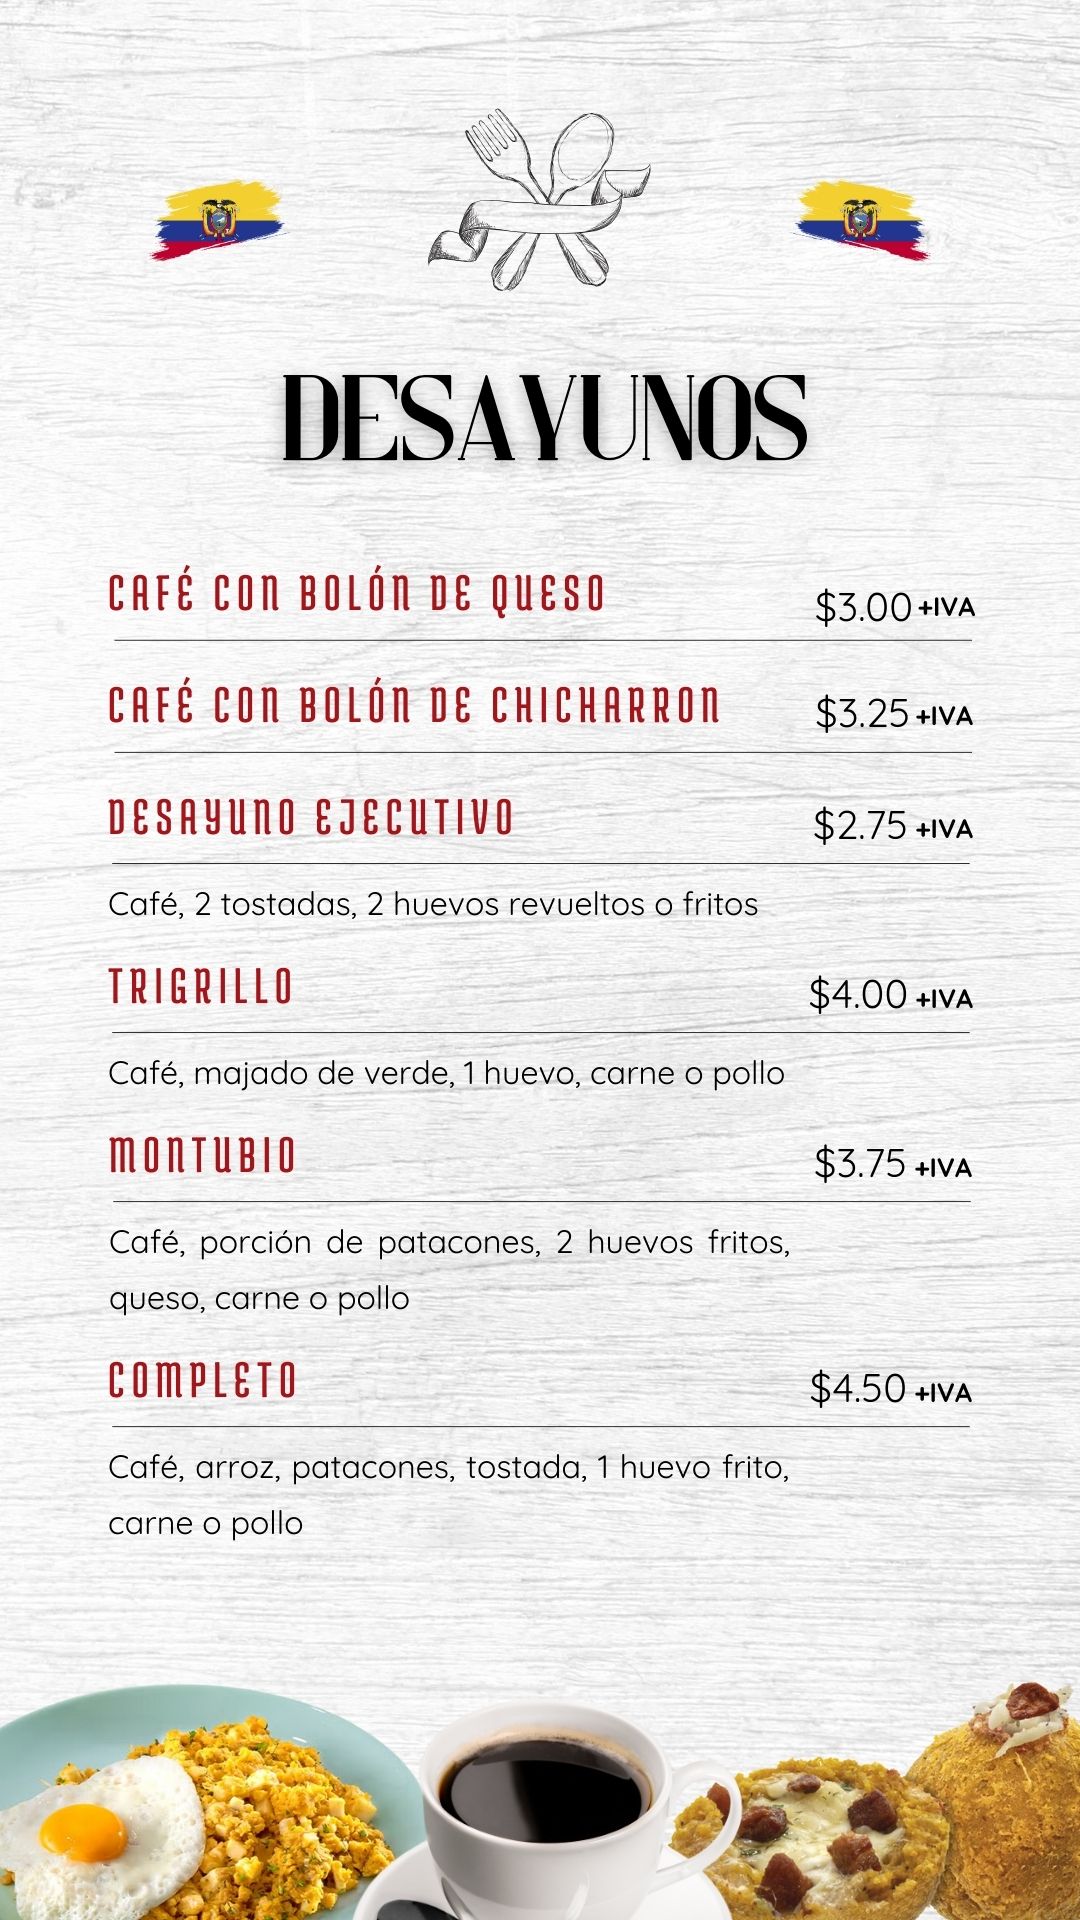 DESAYUNOS
CAFÉ CON BOLÓN DE QUESO $3.00 +IVA
CAFÉ CON BOLÓN DE CHICHARRON $3.25 +IVA
DESAYUNO EJECUTIVO $2.75 +IVA
Café, 2 tostadas, 2 huevos revueltos o fritos
TRIGRILLO $4.00 +IVA
Café, majado de verde, 1 huevo, carne o pollo
MONTUBIO $3.75 +IVA
Café, porción de patacones, 2 huevos fritos,
queso, carne o pollo
COMPLETO $4.50 +IVA
Café, arroz, patacones, tostada, 1 huevo frito,
carne o pollo